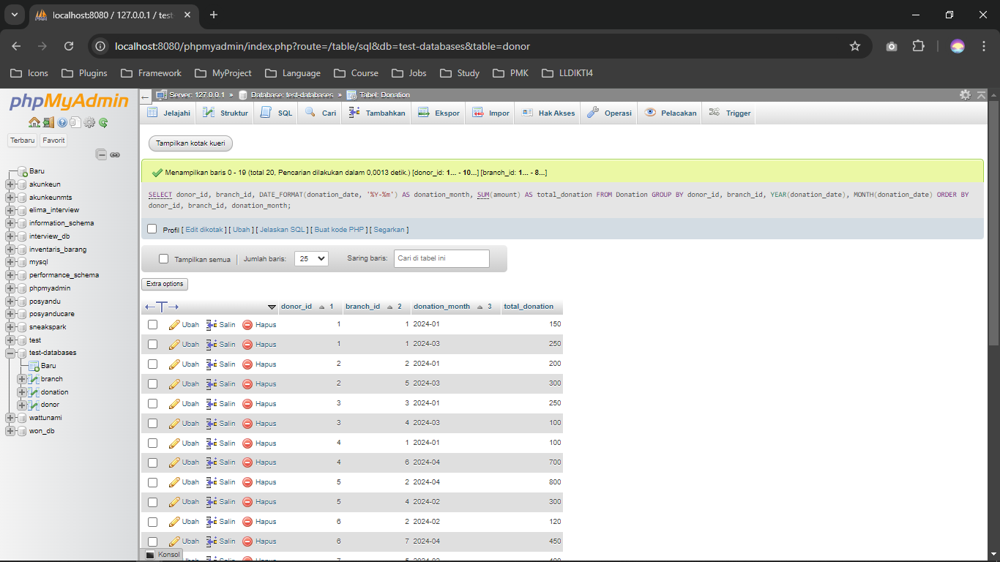 localhost:8080 / 127.0.0.1 / test-
localhost:8080/phpmyadmin/index.php?route=/table/sql&db=test-databases&table=donor
Icons Plugins Framework MyProject Language Course Jobs Study PMK LLDIKTI4
phpMyAdmin
Terbaru Favorit
Baru
akunkeun
akunkeunmts
elima_interview
information_schema
interview_db
inventaris_barang
mysql
performance_schema
phpmyadmin
posyandu
posyanducare
sneakspark
test
test-databases
Baru
branch
donation
donor
wattunami
won_db
Server: 127.0.0.1 » Database: test-databases » Tabel: Donation
Jelajahi Struktur SQL Cari Tambahkan Ekspor Impor Hak Akses Operasi Pelacakan Trigger
Tampilkan kotak kueri
Menampilkan baris 0 - 19 (total 20, Pencarian dilakukan dalam 0,0013 detik.) [donor_id: 1... - 10...] [branch_id: 1... - 8...]
SELECT donor_id, branch_id, DATE_FORMAT(donation_date, '%Y-%m') AS donation_month, SUM(amount) AS total_donation FROM Donation GROUP BY donor_id, branch_id, YEAR(donation_date), MONTH(donation_date) ORDER BY
donor_id, branch_id, donation_month;
Profil [ Edit dikotak ] [ Ubah ] [ Jelaskan SQL ] [ Buat kode PHP ] [ Segarkan ]
Tampilkan semua Jumlah baris: 25 Saring baris: Cari di tabel ini
Extra options
donor_id 1 branch_id 2 donation_month 3 total_donation
Ubah Salin Hapus 1 1 2024-01 150
Ubah Salin Hapus 1 1 2024-03 250
Ubah Salin Hapus 2 2 2024-01 200
Ubah Salin Hapus 2 5 2024-03 300
Ubah Salin Hapus 3 3 2024-01 250
Ubah Salin Hapus 3 4 2024-03 100
Ubah Salin Hapus 4 1 2024-01 100
Ubah Salin Hapus 4 6 2024-04 700
Ubah Salin Hapus 5 2 2024-04 800
Ubah Salin Hapus 5 4 2024-02 300
Ubah Salin Hapus 6 2 2024-02 120
Ubah Salin Hapus 6 7 2024-04 450
Konsol